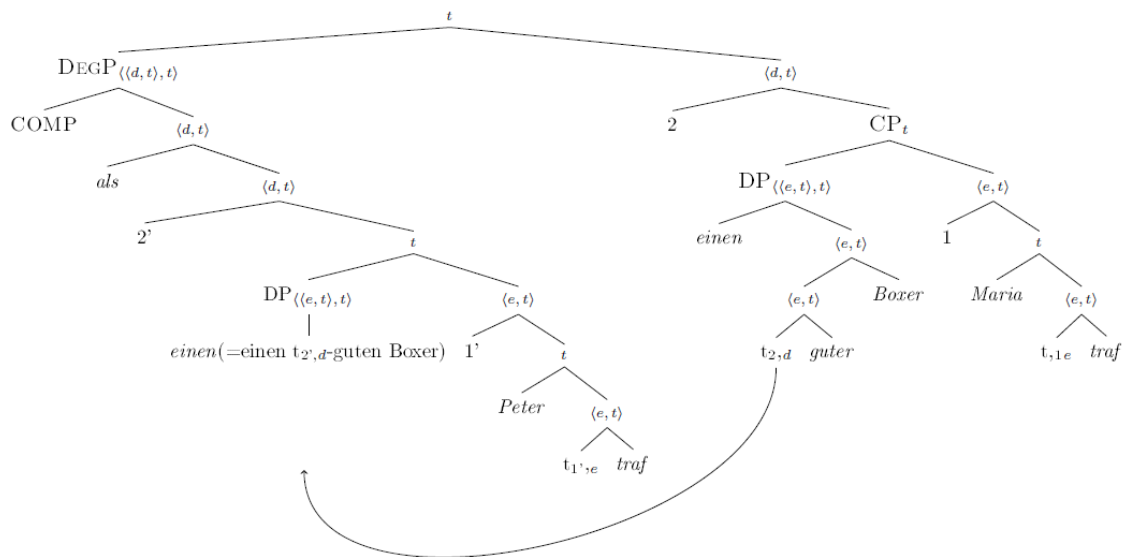 t
DEGP⟨⟨d, t⟩, t⟩ ⟨d, t⟩
COMP ⟨d, t⟩ 2 CPt
als ⟨d, t⟩ DP⟨⟨e, t⟩, t⟩ ⟨e, t⟩
2' t einen ⟨e, t⟩ 1 t
DP⟨⟨e, t⟩, t⟩ ⟨e, t⟩ ⟨e, t⟩ Boxer Maria ⟨e, t⟩
einen(=einen t2',d-guten Boxer) 1' t t2,d guter t,1e traf
Peter ⟨e, t⟩
t1',e traf